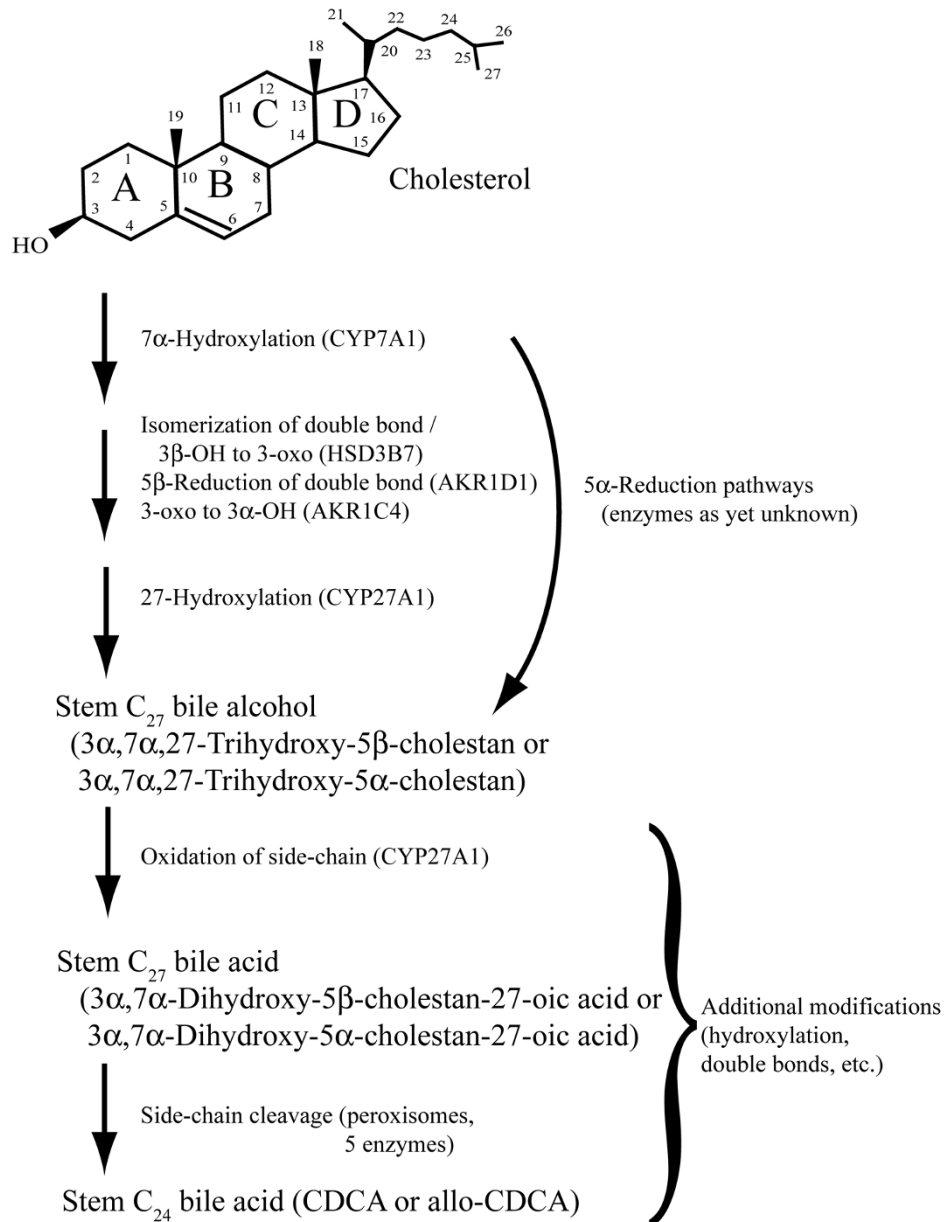 21
22
24
26
18
20
23
25
27
12
17
11
C
13
D
16
19
14
15
1
9
2
10
8
A
B
Cholesterol
3
5
6
7
4
HO
7α-Hydroxylation (CYP7A1)
Isomerization of double bond /
3β-OH to 3-oxo (HSD3B7)
5β-Reduction of double bond (AKR1D1)
3-oxo to 3α-OH (AKR1C4)
5α-Reduction pathways
(enzymes as yet unknown)
27-Hydroxylation (CYP27A1)
Stem C27 bile alcohol
(3α,7α,27-Trihydroxy-5β-cholestan or
3α,7α,27-Trihydroxy-5α-cholestan)
Oxidation of side-chain (CYP27A1)
Stem C27 bile acid
(3α,7α-Dihydroxy-5β-cholestan-27-oic acid or
3α,7α-Dihydroxy-5α-cholestan-27-oic acid)
Additional modifications
(hydroxylation,
double bonds, etc.)
Side-chain cleavage (peroxisomes,
5 enzymes)
Stem C24 bile acid (CDCA or allo-CDCA)